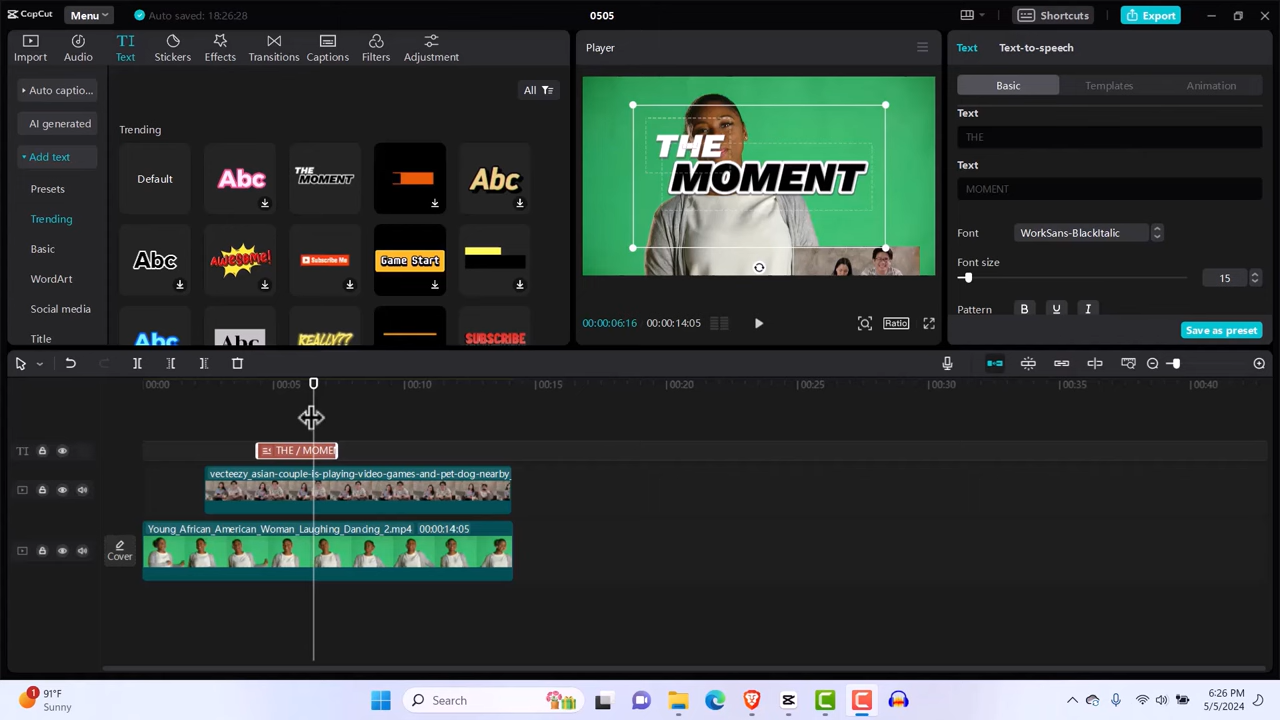 CapCut
Menu
Auto saved: 18:26:28
0505
Shortcuts
Export
Import
Audio
Text
Stickers
Effects
Transitions
Captions
Filters
Adjustment
Auto captio...
AI generated
Add text
Presets
Trending
Basic
WordArt
Social media
Title
All
Trending
Default
Abc
THE
MOMENT
Abc
Abc
AWESOME!
Subscribe Me
Game Start
REALLY??
SUBSCRIBE
Player
THE
MOMENT
00:00:06:16
00:00:14:05
Ratio
Text
Text-to-speech
Basic
Templates
Animation
Text
THE
Text
MOMENT
Font
WorkSans-BlackItalic
Font size
15
Pattern
B
U
I
Save as preset
00:00
00:05
00:10
00:15
00:20
00:25
00:30
00:35
00:40
TI
THE / MOME
vecteezy_asian-couple-is-playing-video-games-and-pet-dog-nearby_
Cover
Young_African_American_Woman_Laughing_Dancing_2.mp4 00:00:14:05
1
91°F
Sunny
Search
6:26 PM
5/5/2024